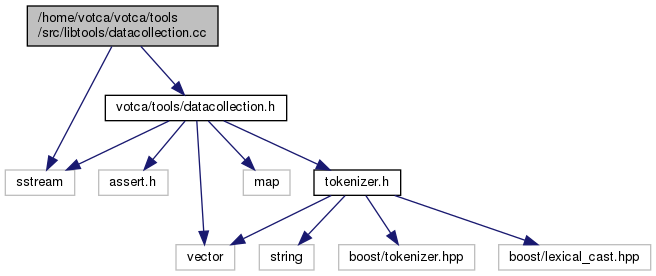 /home/votca/votca/tools
/src/libtools/datacollection.cc
votca/tools/datacollection.h
sstream
assert.h
map
tokenizer.h
vector
string
boost/tokenizer.hpp
boost/lexical_cast.hpp